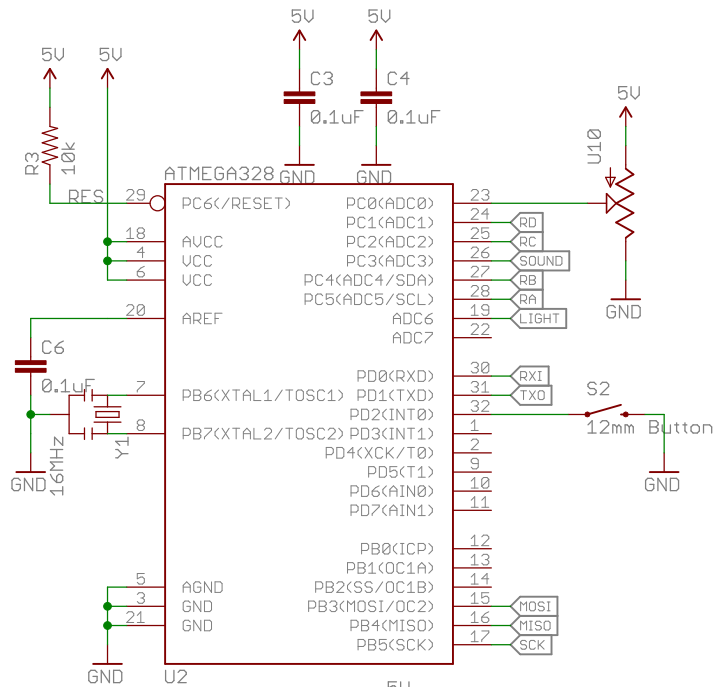 5V
5V
C3
C4
0.1uF
0.1uF
5V
5V
5V
R3
10k
U10
ATMEGA328
GND
GND
RES
29
PC6(/RESET)
PC0(ADC0)
23
PC1(ADC1)
24
RD
18
AVCC
PC2(ADC2)
25
RC
4
VCC
PC3(ADC3)
26
SOUND
6
VCC
PC4(ADC4/SDA)
27
RB
PC5(ADC5/SCL)
28
RA
20
AREF
ADC6
19
LIGHT
GND
ADC7
22
C6
0.1uF
PD0(RXD)
30
RXI
7
PB6(XTAL1/TOSC1)
PD1(TXD)
31
TXO
PD2(INT0)
32
S2
12mm Button
8
PB7(XTAL2/TOSC2)
PD3(INT1)
1
16MHz
Y1
PD4(XCK/T0)
2
PD5(T1)
9
GND
GND
PD6(AIN0)
10
PD7(AIN1)
11
PB0(ICP)
12
PB1(OC1A)
13
5
AGND
PB2(SS/OC1B)
14
3
GND
PB3(MOSI/OC2)
15
MOSI
21
GND
PB4(MISO)
16
MISO
PB5(SCK)
17
SCK
GND
U2